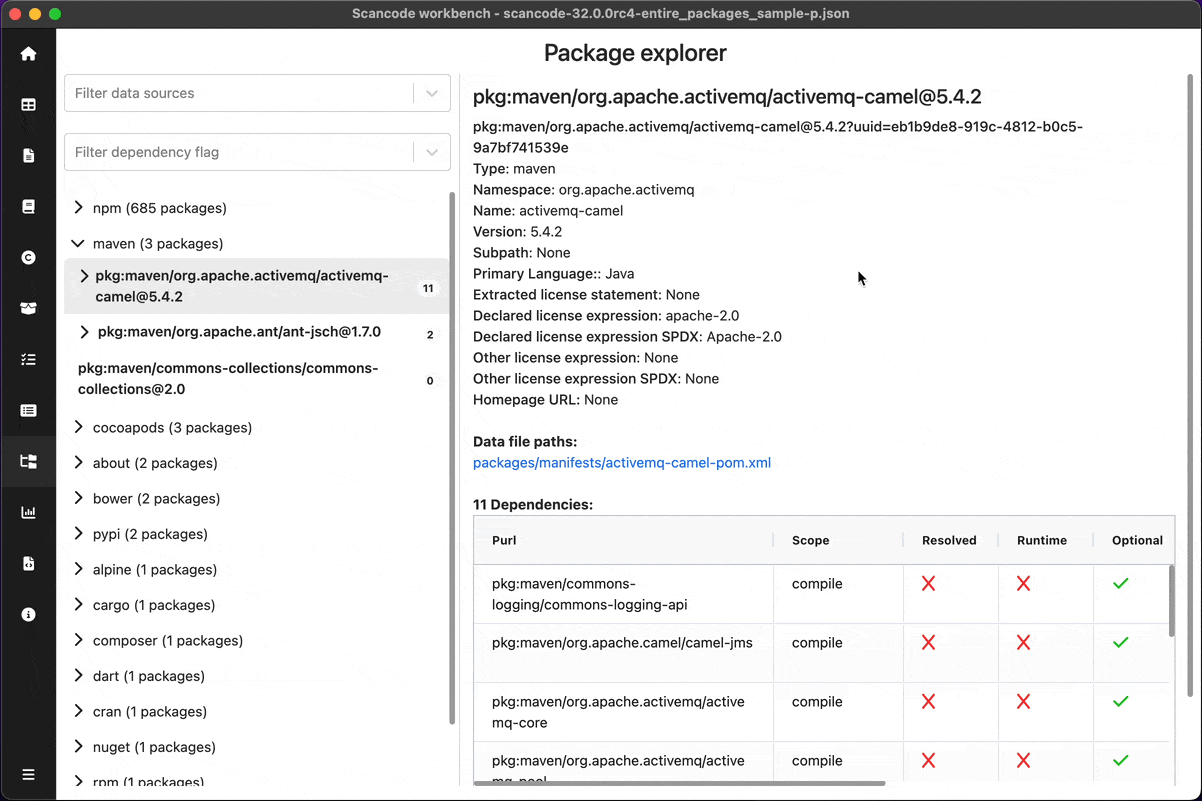 Scancode workbench - scancode-32.0.0rc4-entire_packages_sample-p.json
Package explorer
Filter data sources
Filter dependency flag
npm (685 packages)
maven (3 packages)
pkg:maven/org.apache.activemq/activemq-
camel@5.4.2
11
pkg:maven/org.apache.ant/ant-jsch@1.7.0
2
pkg:maven/commons-collections/commons-
collections@2.0
0
cocoapods (3 packages)
about (2 packages)
bower (2 packages)
pypi (2 packages)
alpine (1 packages)
cargo (1 packages)
composer (1 packages)
dart (1 packages)
cran (1 packages)
nuget (1 packages)
rpm (1 packages)
pkg:maven/org.apache.activemq/activemq-camel@5.4.2
pkg:maven/org.apache.activemq/activemq-camel@5.4.2?uuid=eb1b9de8-919c-4812-b0c5-
9a7bf741539e
Type: maven
Namespace: org.apache.activemq
Name: activemq-camel
Version: 5.4.2
Subpath: None
Primary Language:: Java
Extracted license statement: None
Declared license expression: apache-2.0
Declared license expression SPDX: Apache-2.0
Other license expression: None
Other license expression SPDX: None
Homepage URL: None
Data file paths:
packages/manifests/activemq-camel-pom.xml
11 Dependencies:
Purl Scope Resolved Runtime Optional
pkg:maven/commons-
logging/commons-logging-api
compile
pkg:maven/org.apache.camel/camel-jms compile
pkg:maven/org.apache.activemq/active
mq-core
compile
pkg:maven/org.apache.activemq/active
mq-pool
compile